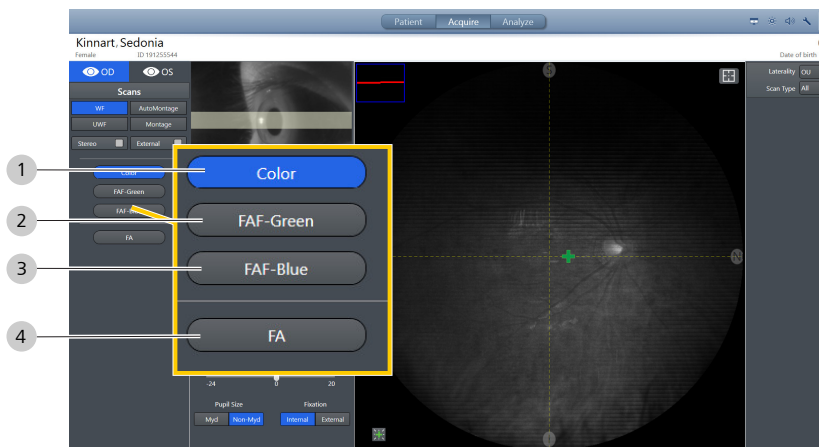 Patient Acquire Analyze
Kinnart, Sedonia
Female ID 191255544
Date of birth
OD OS
Scans
WF AutoMontage
UWF Montage
Stereo External
Color
FAF-Green
FA
1 Color
2 FAF-Green
3 FAF-Blue
4 FA
-24 0 20
Pupil Size Fixation
Myd Non-Myd Internal External
S
N
I
Laterality OU
Scan Type All